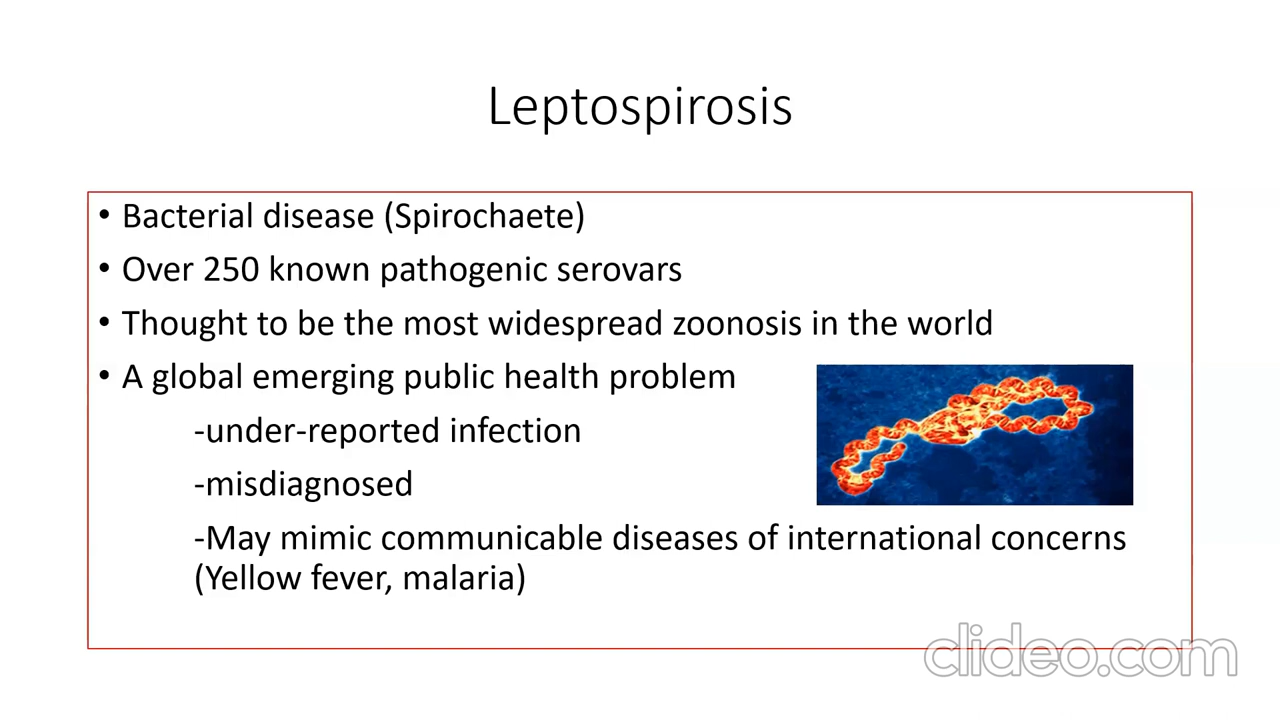 Leptospirosis
• Bacterial disease (Spirochaete)
• Over 250 known pathogenic serovars
• Thought to be the most widespread zoonosis in the world
• A global emerging public health problem
-under-reported infection
-misdiagnosed
-May mimic communicable diseases of international concerns
(Yellow fever, malaria)
clideo.com